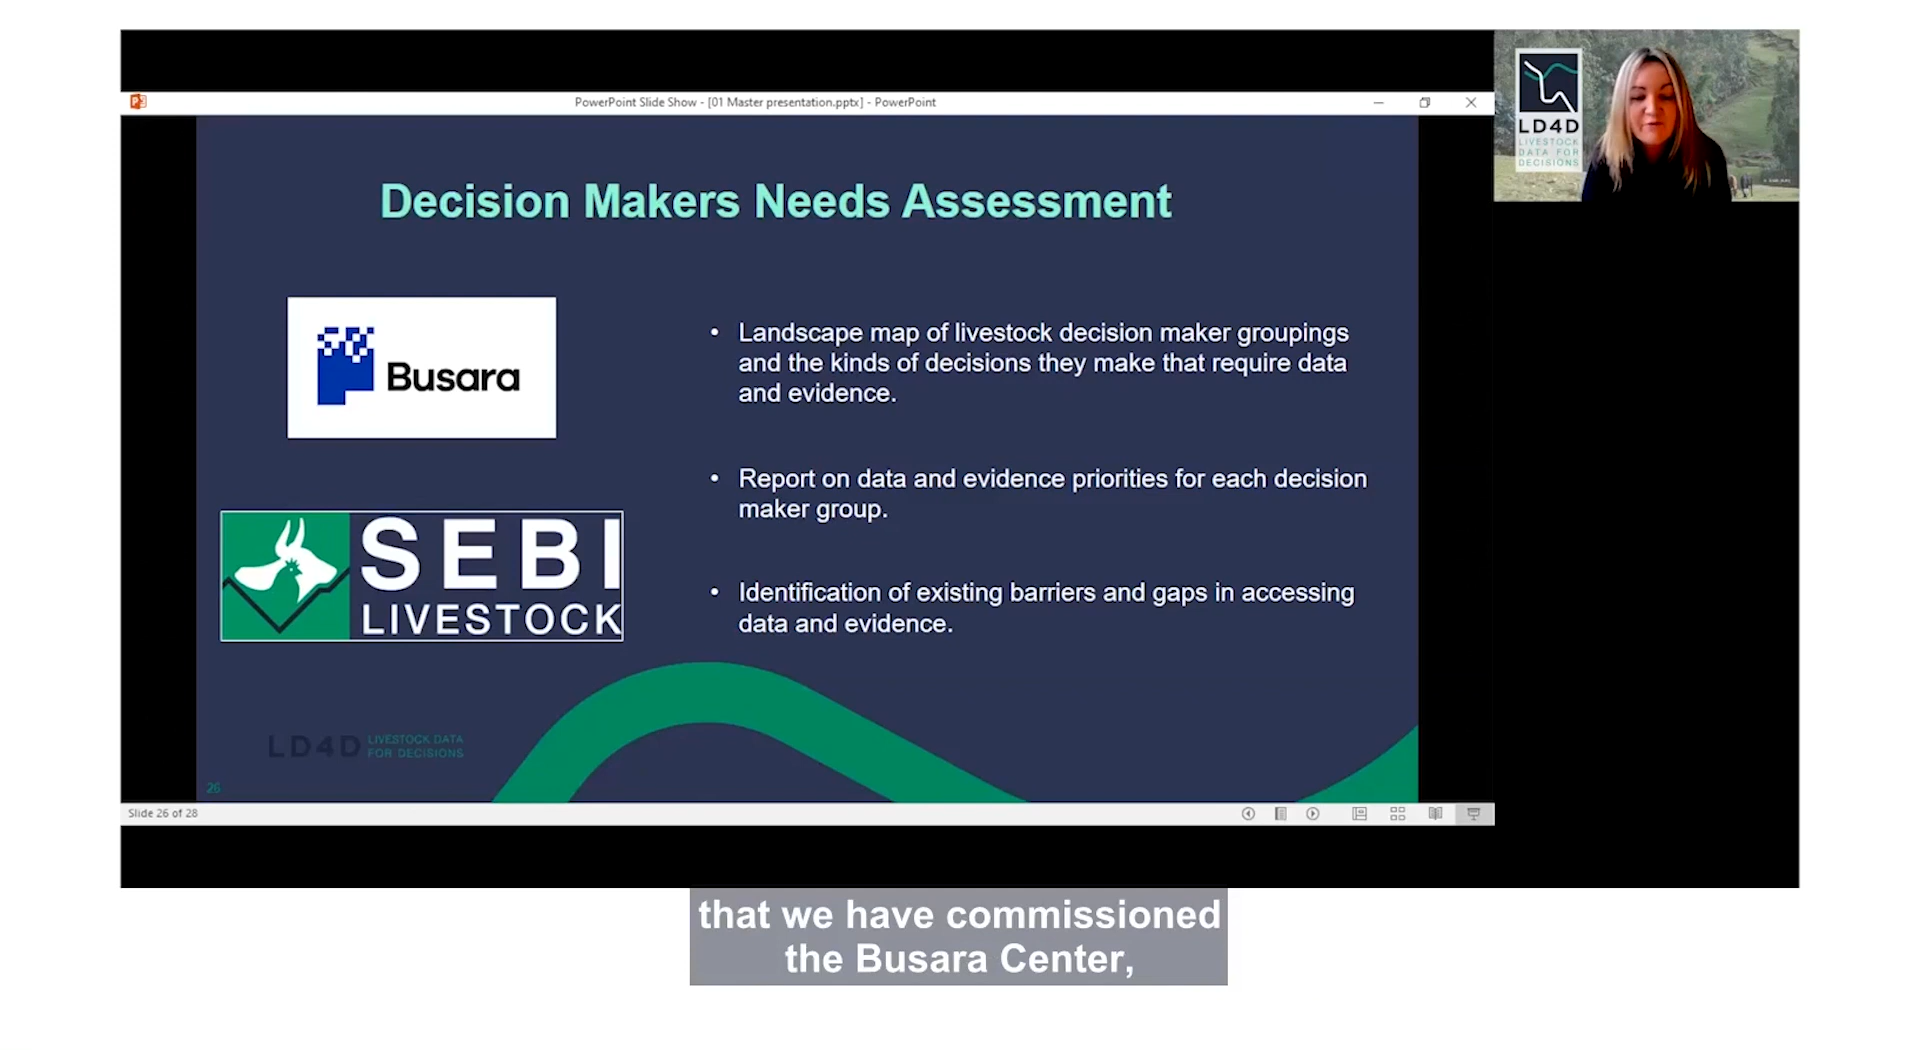 PowerPoint Slide Show - [01 Master presentation.pptx] - PowerPoint
LD4D
LIVESTOCK
DATA FOR
DECISIONS
Decision Makers Needs Assessment
Busara
SEBI
LIVESTOCK
• Landscape map of livestock decision maker groupings
and the kinds of decisions they make that require data
and evidence.
• Report on data and evidence priorities for each decision
maker group.
• Identification of existing barriers and gaps in accessing
data and evidence.
LD4D LIVESTOCK DATA
FOR DECISIONS
26
Slide 26 of 28
that we have commissioned
the Busara Center,